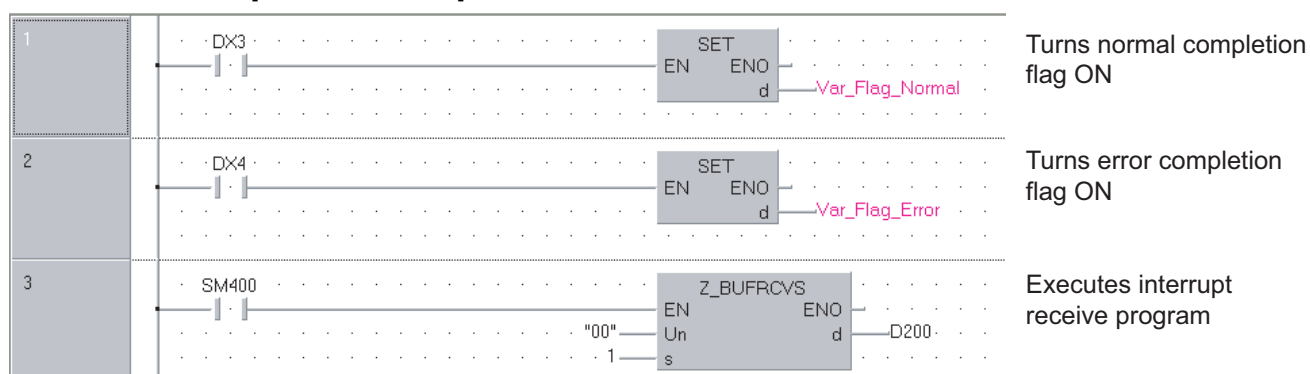 1
DX3
SET
EN ENO
d Var_Flag_Normal
Turns normal completion
flag ON
2
DX4
SET
EN ENO
d Var_Flag_Error
Turns error completion
flag ON
3
SM400
Z_BUFRCVS
EN ENO
"00" Un d D200
1 s
Executes interrupt
receive program